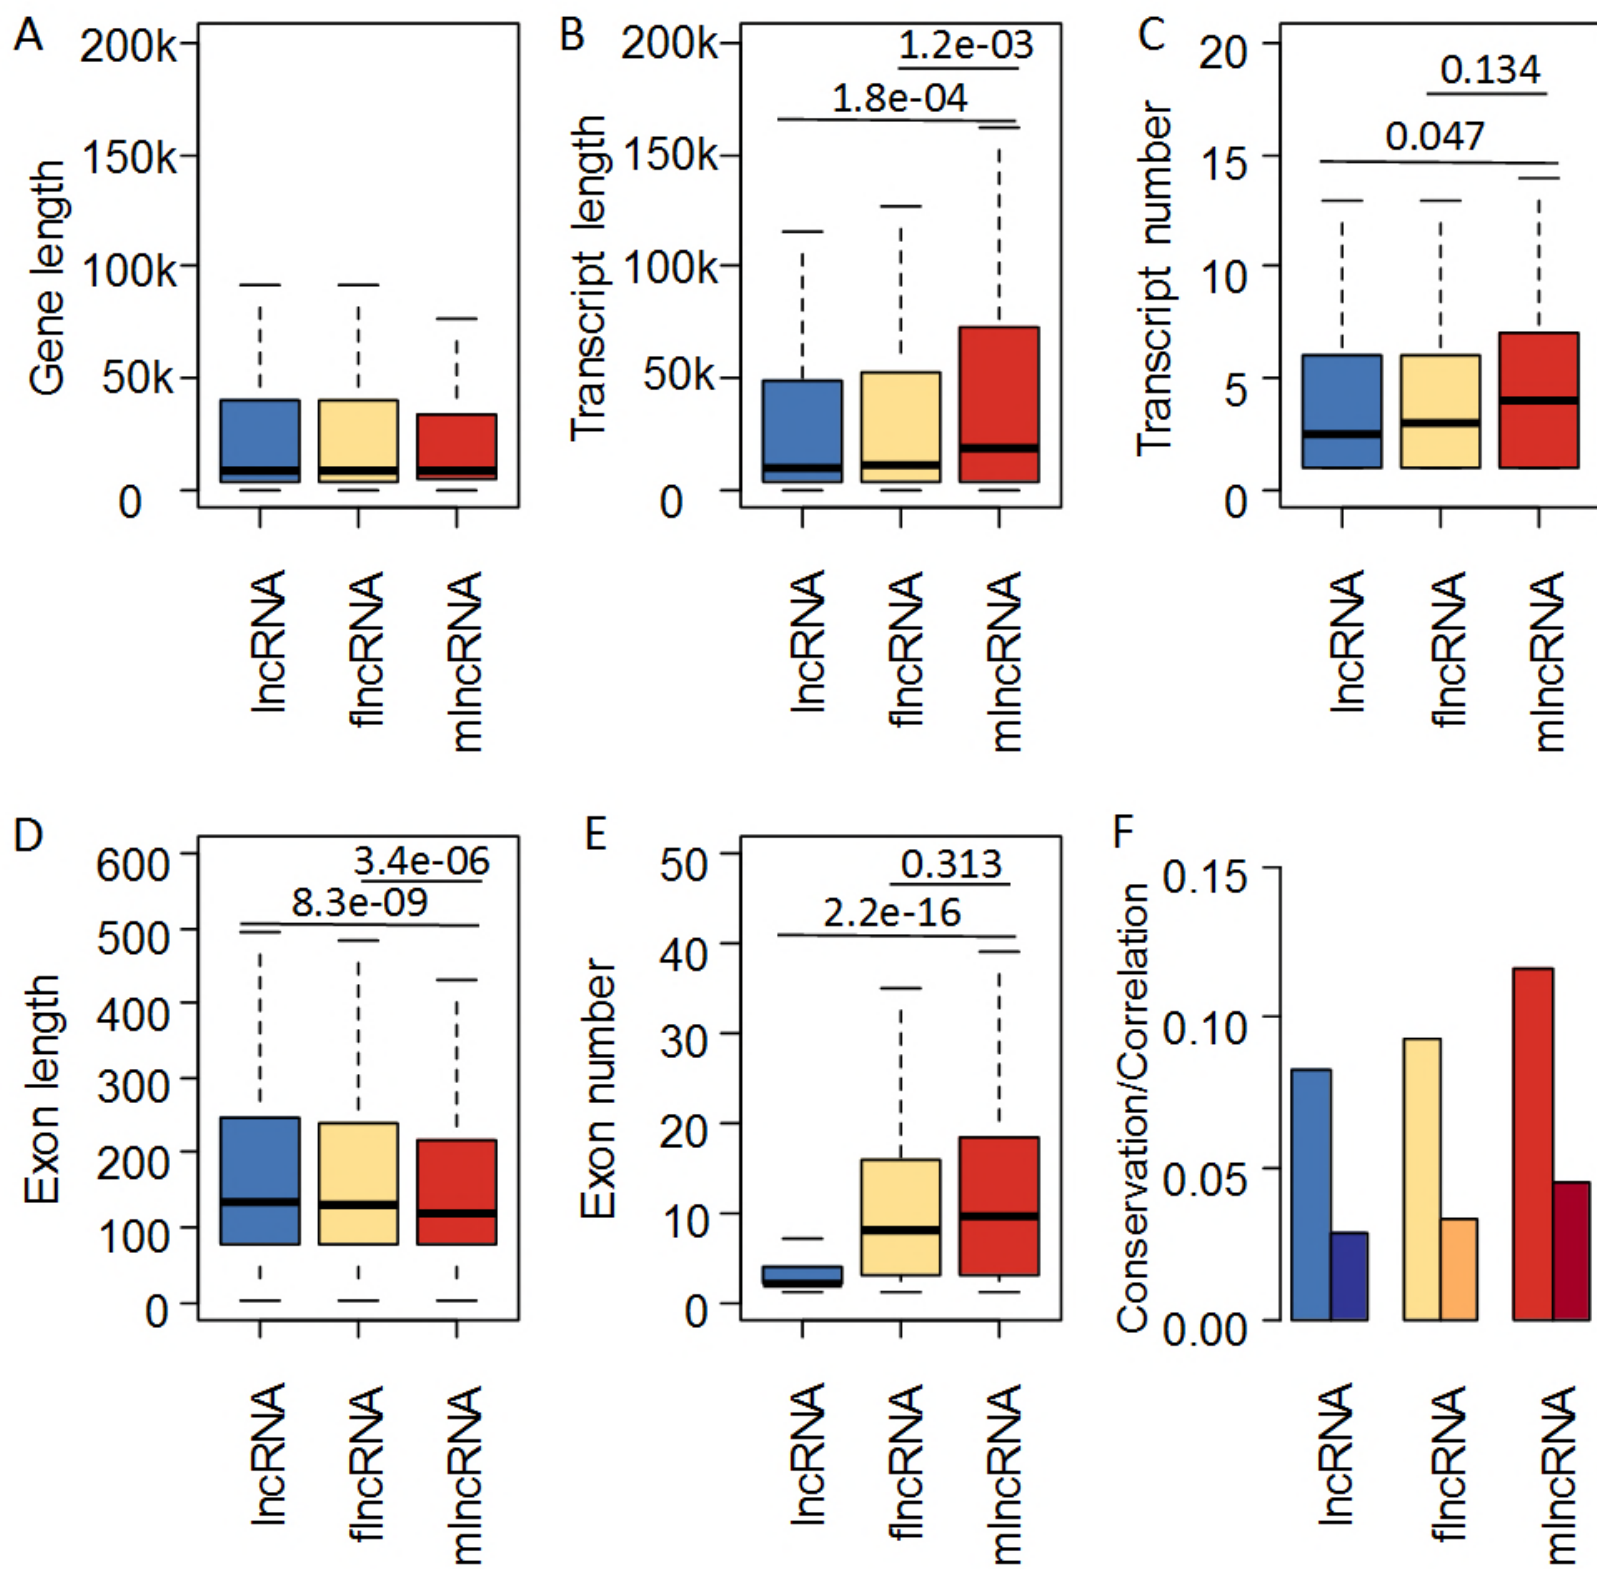 A
Gene length
200k
150k
100k
50k
0
lncRNA
flncRNA
mlncRNA
B
Transcript length
200k
150k
100k
50k
0
1.2e-03
1.8e-04
lncRNA
flncRNA
mlncRNA
C
Transcript number
20
15
10
5
0
0.134
0.047
lncRNA
flncRNA
mlncRNA
D
Exon length
600
500
400
300
200
100
0
3.4e-06
8.3e-09
lncRNA
flncRNA
mlncRNA
E
Exon number
50
40
30
20
10
0
0.313
2.2e-16
lncRNA
flncRNA
mlncRNA
F
Conservation/Correlation
0.15
0.10
0.05
0.00
lncRNA
flncRNA
mlncRNA